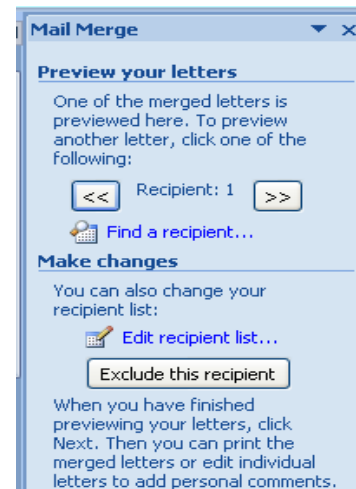 Mail Merge
Preview your letters
One of the merged letters is
previewed here. To preview
another letter, click one of the
following:
<< Recipient: 1 >>
Find a recipient...
Make changes
You can also change your
recipient list:
Edit recipient list...
Exclude this recipient
When you have finished
previewing your letters, click
Next. Then you can print the
merged letters or edit individual
letters to add personal comments.